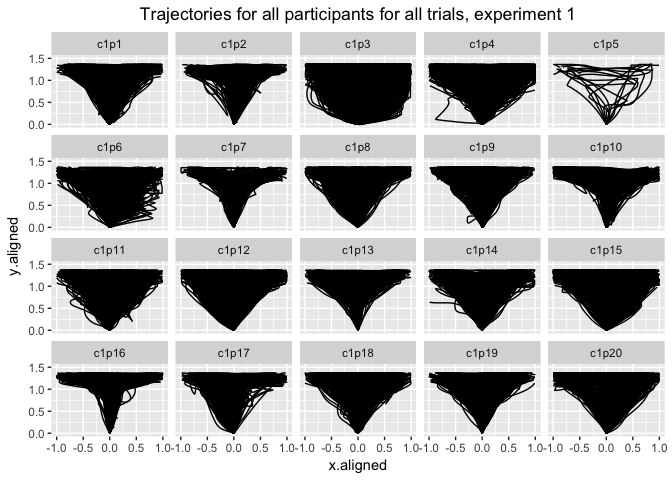 Trajectories for all participants for all trials, experiment 1
c1p1 c1p2 c1p3 c1p4 c1p5
1.5
1.0
0.5
0.0
c1p6 c1p7 c1p8 c1p9 c1p10
1.5
1.0
0.5
0.0
y.aligned
c1p11 c1p12 c1p13 c1p14 c1p15
1.5
1.0
0.5
0.0
c1p16 c1p17 c1p18 c1p19 c1p20
1.5
1.0
0.5
0.0
-1.0 -0.5 0.0 0.5 1.0 -1.0 -0.5 0.0 0.5 1.0 -1.0 -0.5 0.0 0.5 1.0 -1.0 -0.5 0.0 0.5 1.0 -1.0 -0.5 0.0 0.5 1.0
x.aligned